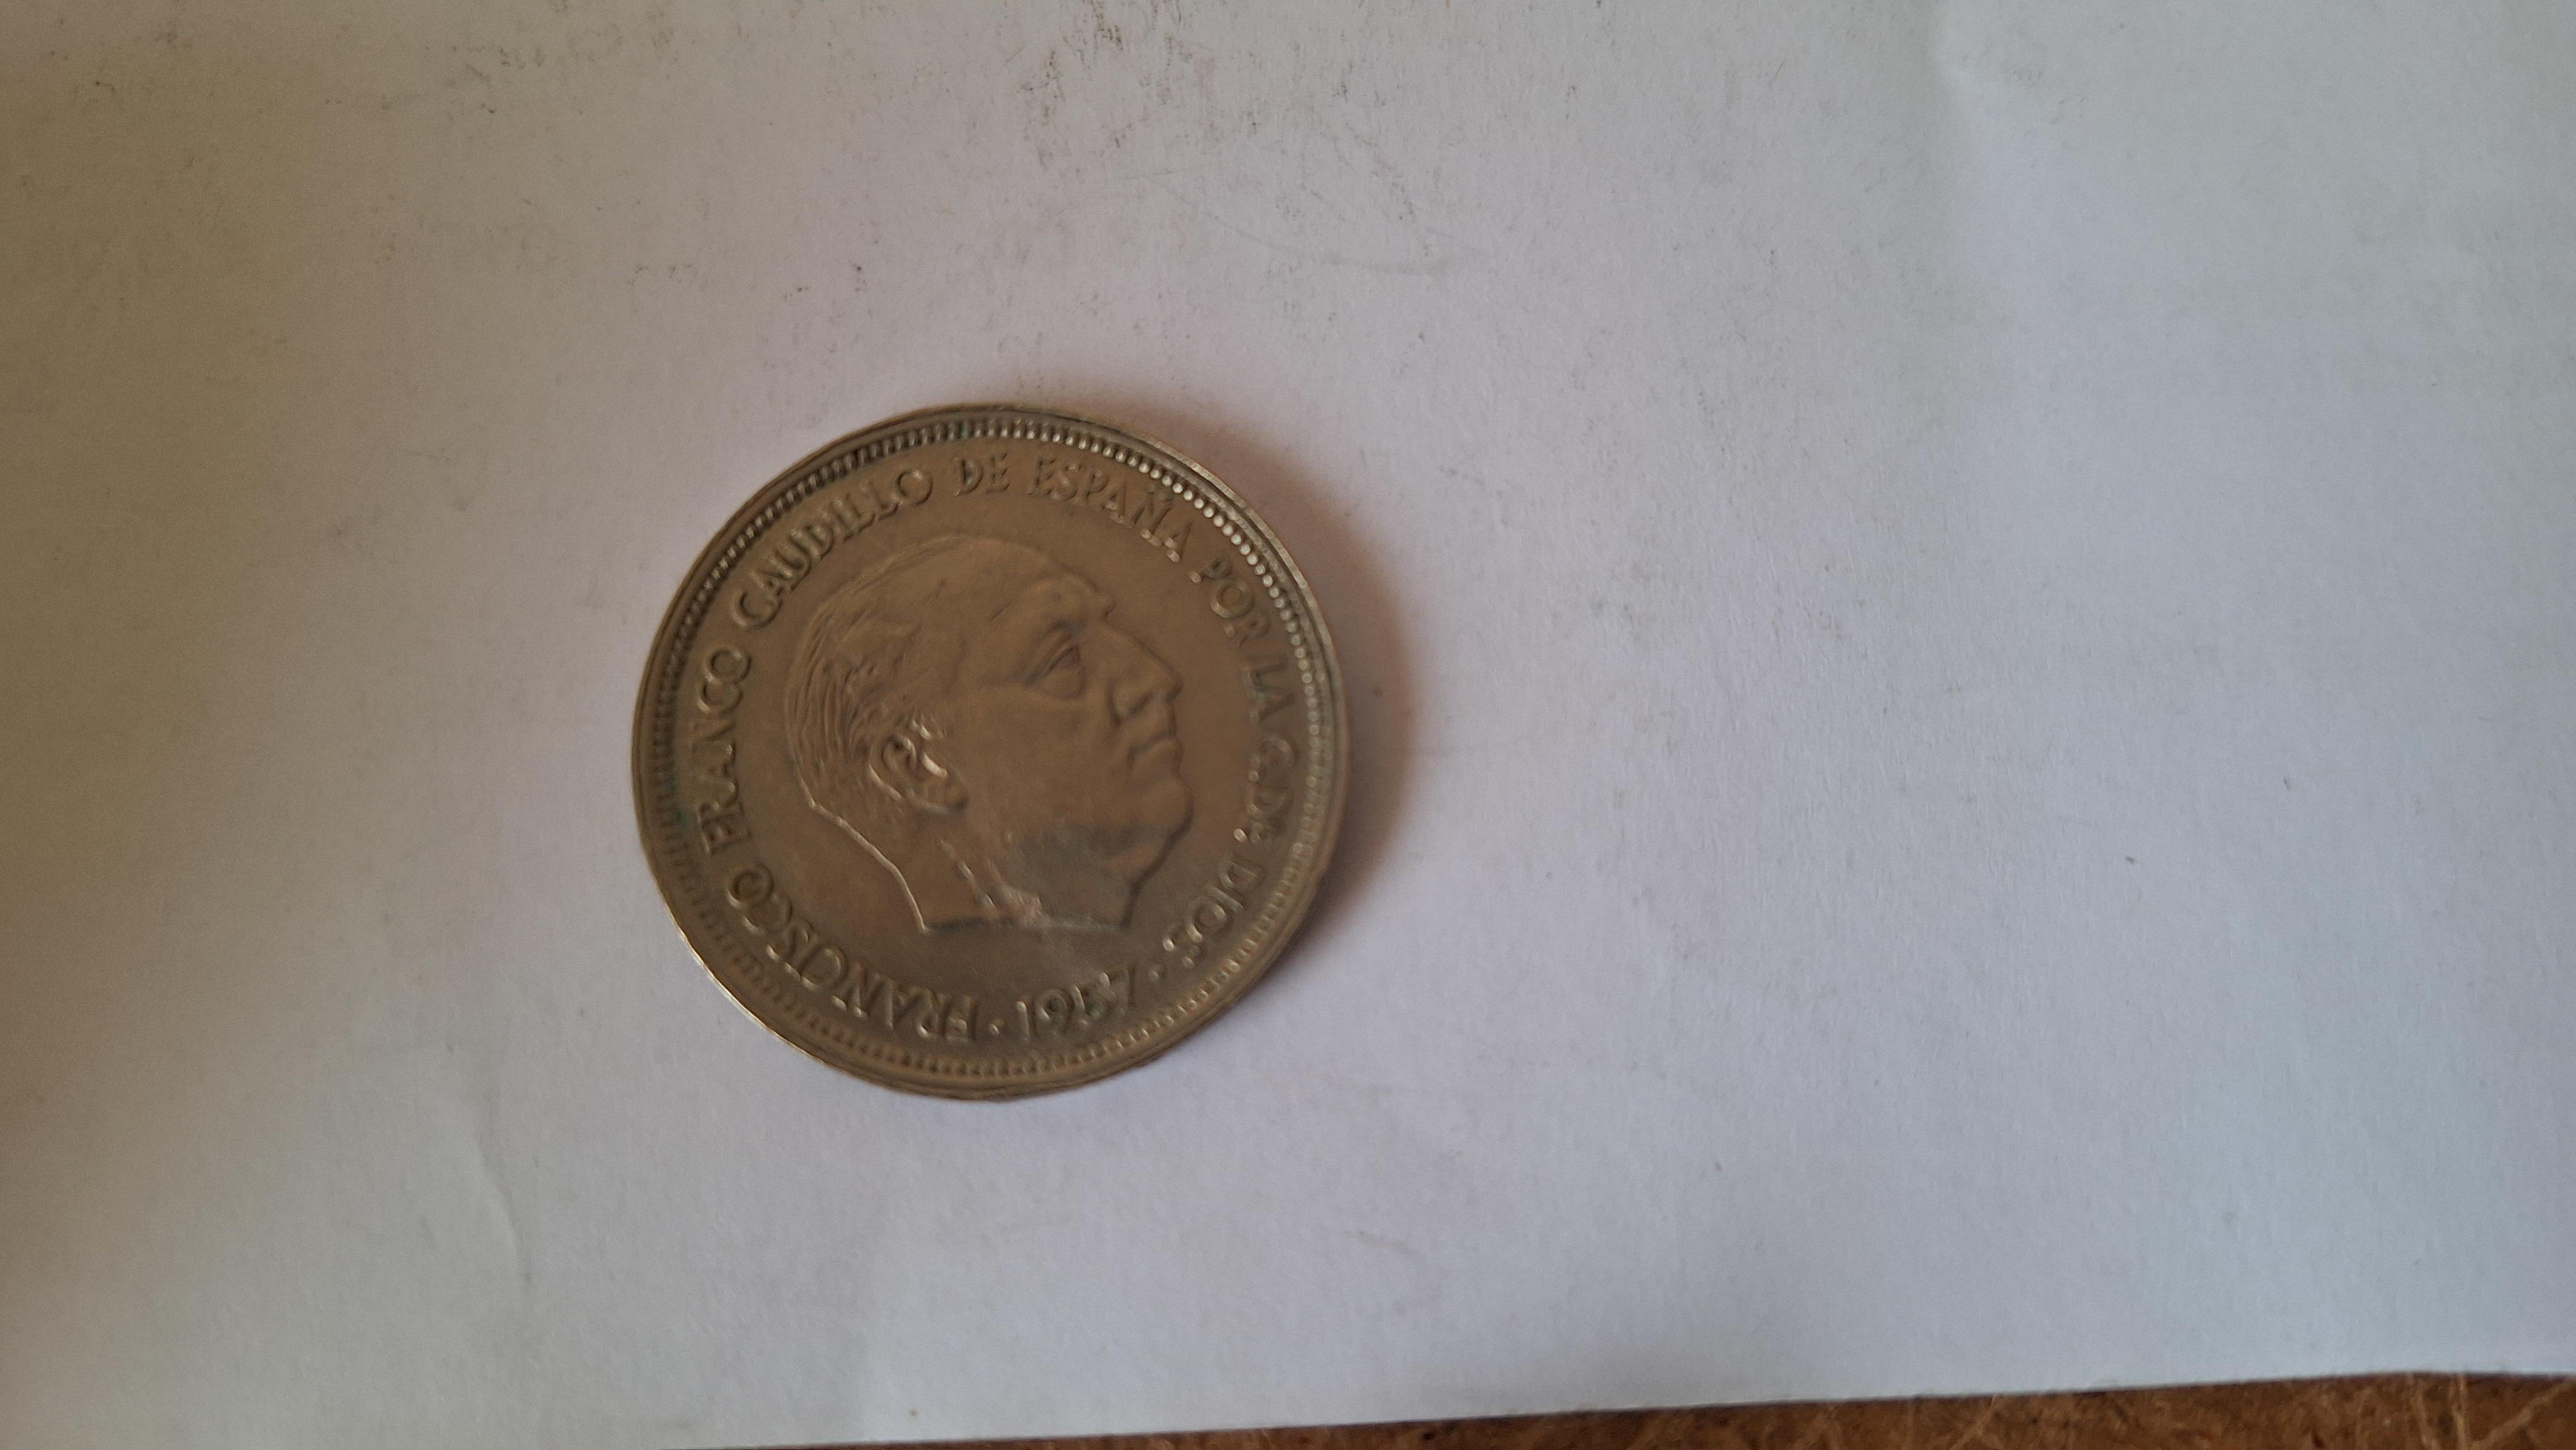 FRANCISCO FRANCO CAUDILLO DE ESPAÑA POR LA G. DE DIOS · 1957 ·